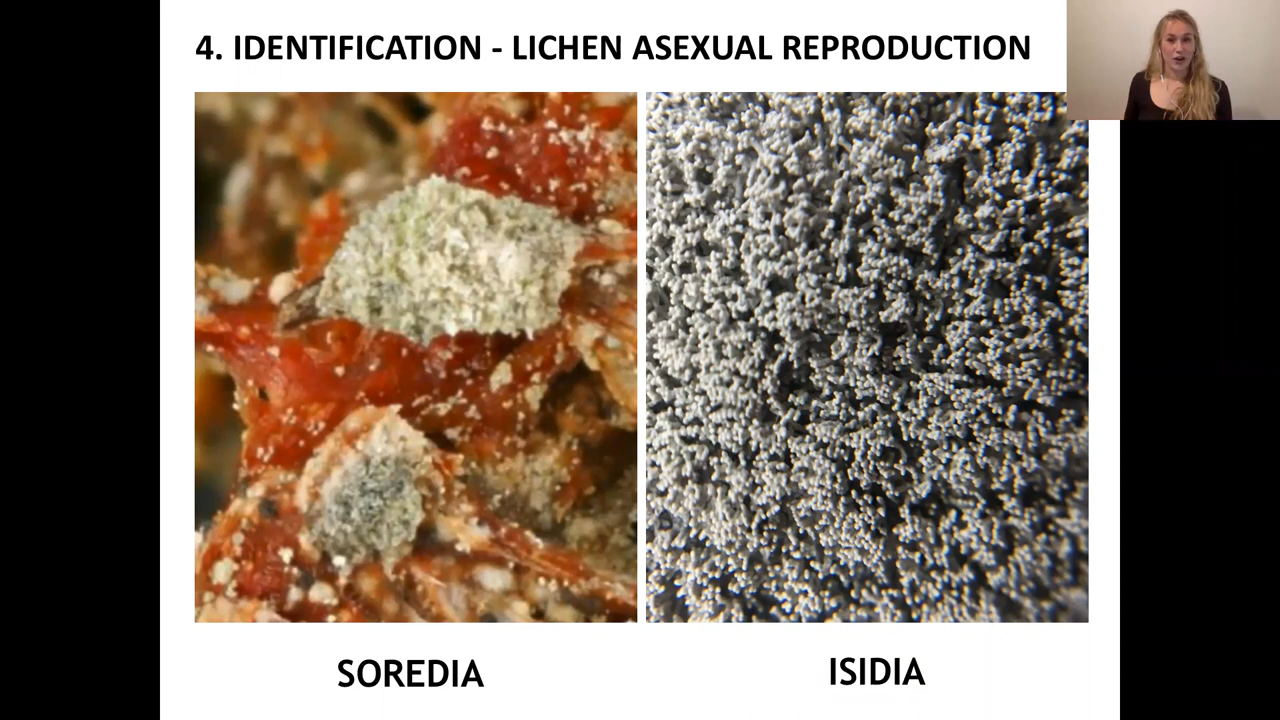 4. IDENTIFICATION - LICHEN ASEXUAL REPRODUCTION
SOREDIA
ISIDIA